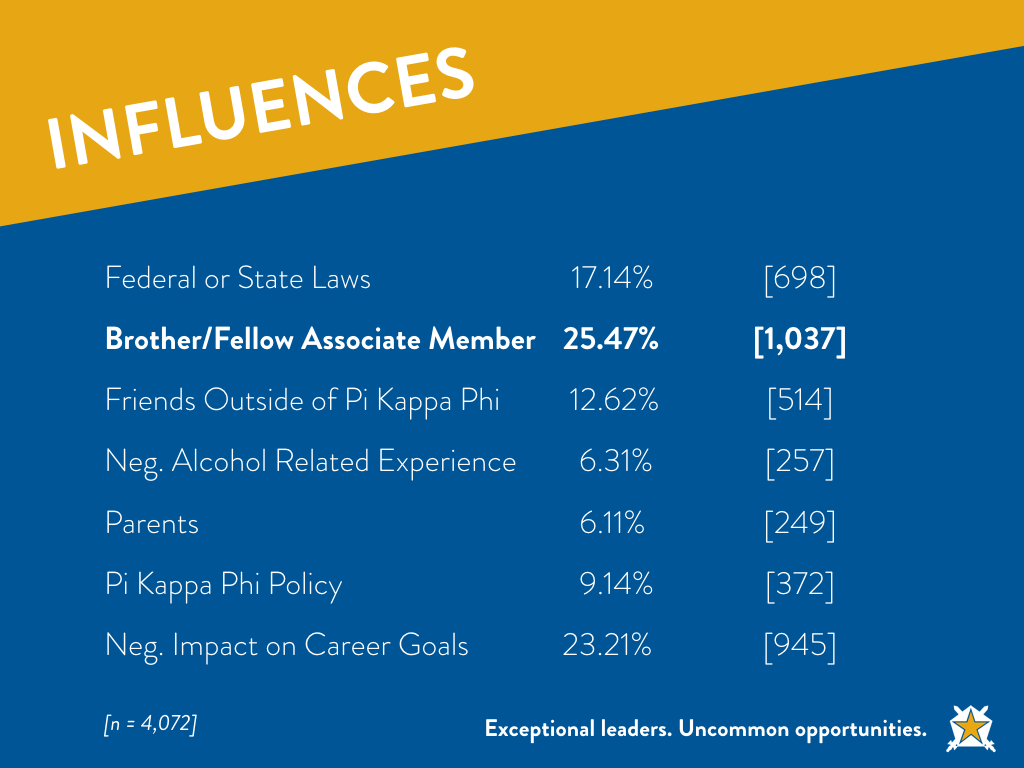 INFLUENCES
Federal or State Laws 17.14% [698]
Brother/Fellow Associate Member 25.47% [1,037]
Friends Outside of Pi Kappa Phi 12.62% [514]
Neg. Alcohol Related Experience 6.31% [257]
Parents 6.11% [249]
Pi Kappa Phi Policy 9.14% [372]
Neg. Impact on Career Goals 23.21% [945]
[n = 4,072]
Exceptional leaders. Uncommon opportunities.